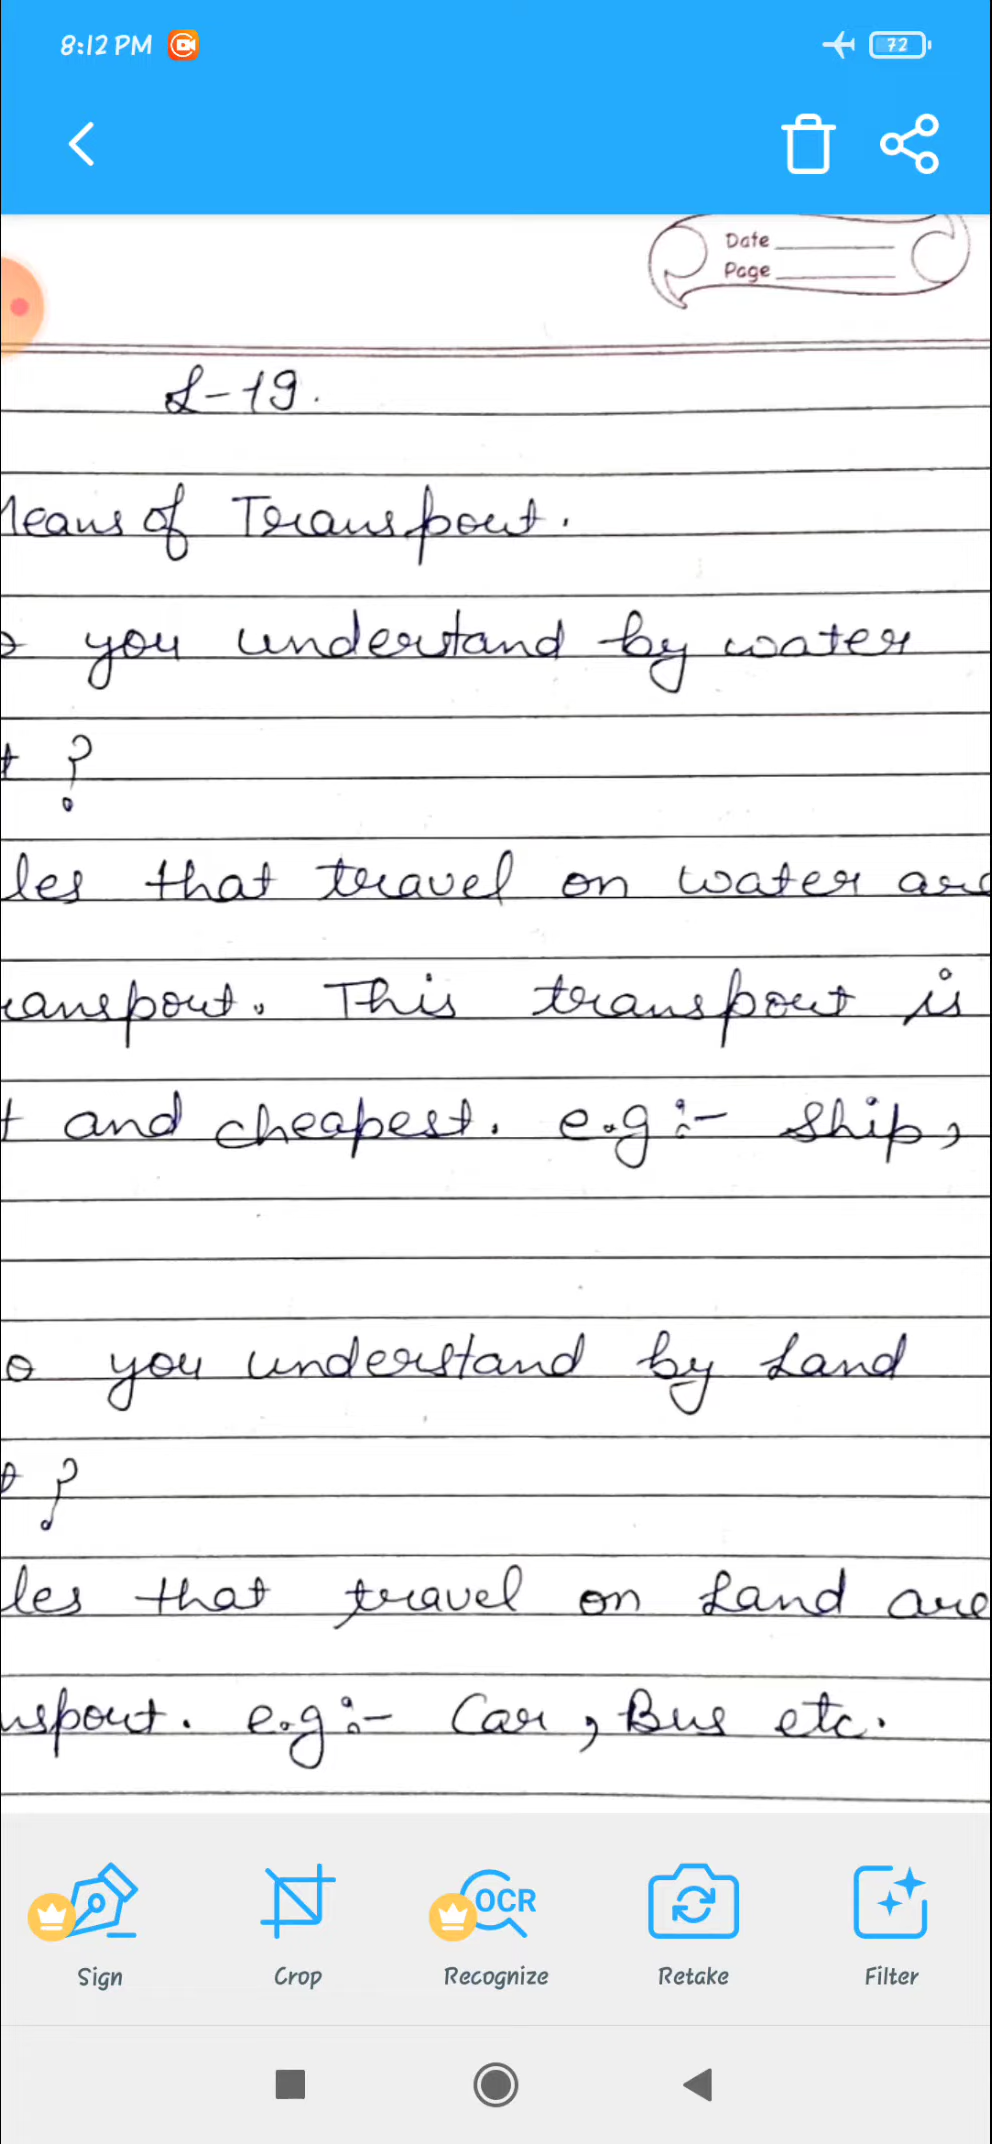 8:12 PM
72
Date
Page
L-19.
Means of Transport.
you understand by water
t ?
les that travel on water are
ransport. This transport is
t and cheapest. e.g :- Ship,
o you understand by Land
t ?
les that travel on Land are
nsport. e.g :- Car, Bus etc.
Sign
Crop
OCR
Recognize
Retake
Filter